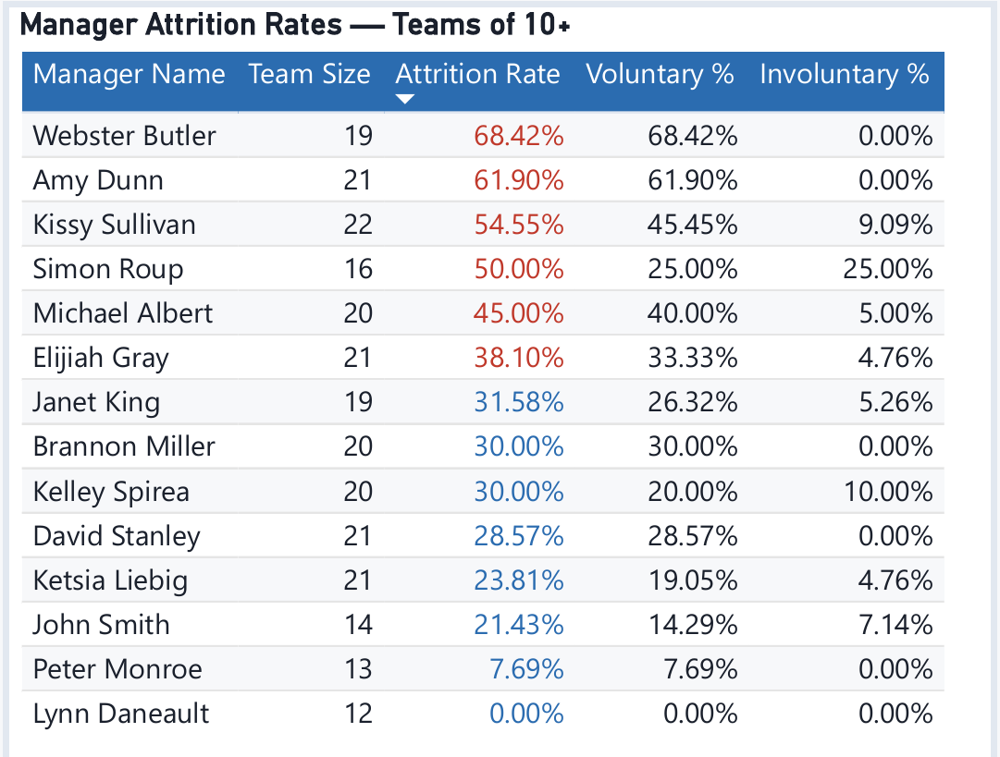 Manager Attrition Rates — Teams of 10+
Manager Name Team Size Attrition Rate Voluntary % Involuntary %
Webster Butler 19 68.42% 68.42% 0.00%
Amy Dunn 21 61.90% 61.90% 0.00%
Kissy Sullivan 22 54.55% 45.45% 9.09%
Simon Roup 16 50.00% 25.00% 25.00%
Michael Albert 20 45.00% 40.00% 5.00%
Elijiah Gray 21 38.10% 33.33% 4.76%
Janet King 19 31.58% 26.32% 5.26%
Brannon Miller 20 30.00% 30.00% 0.00%
Kelley Spirea 20 30.00% 20.00% 10.00%
David Stanley 21 28.57% 28.57% 0.00%
Ketsia Liebig 21 23.81% 19.05% 4.76%
John Smith 14 21.43% 14.29% 7.14%
Peter Monroe 13 7.69% 7.69% 0.00%
Lynn Daneault 12 0.00% 0.00% 0.00%